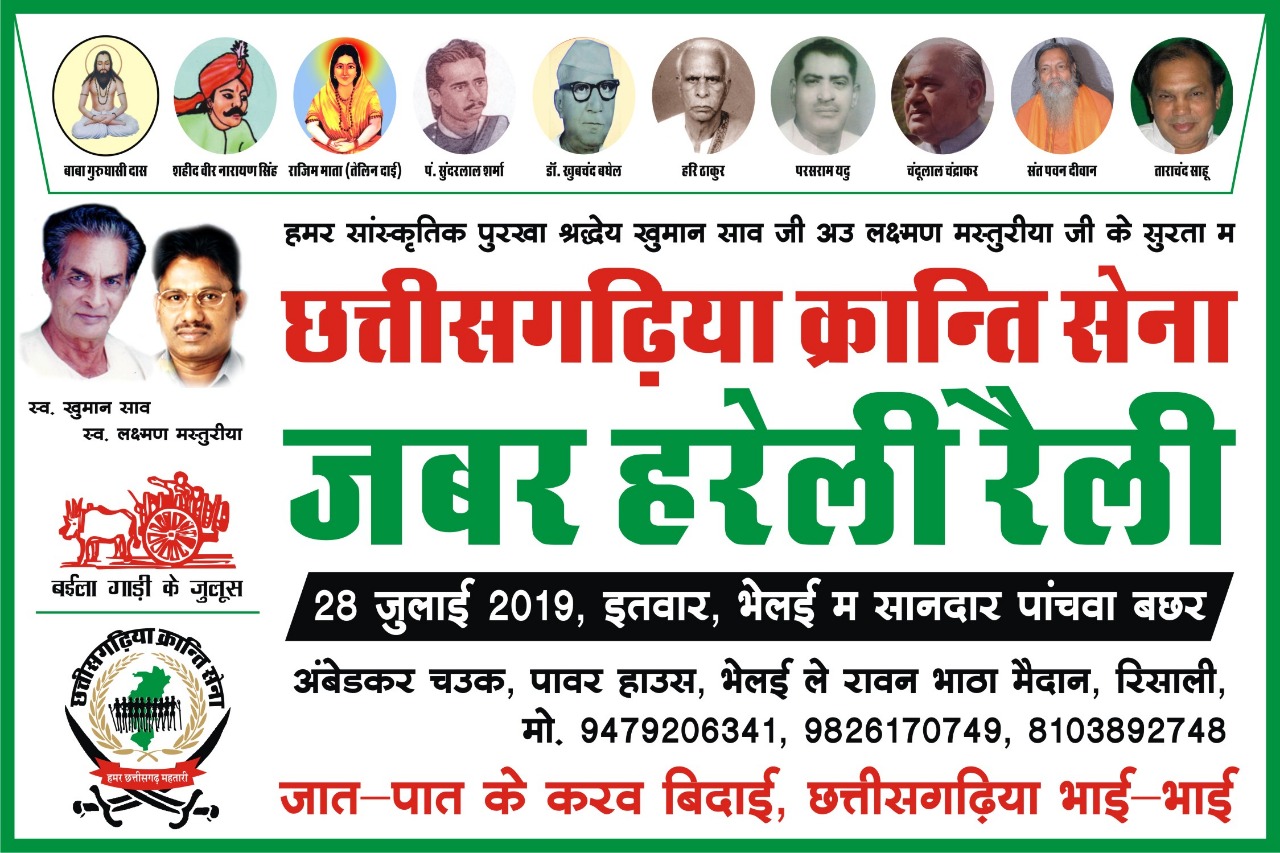 बाबा गुरुघासी दास
शहीद वीर नारायण सिंह
राजिम माता (तेलिन दाई)
पं. सुंदरलाल शर्मा
डॉ. खुबचंद बघेल
हरि ठाकुर
परसराम यदु
चंदूलाल चंद्राकर
संत पवन दीवान
ताराचंद साहू
हमर सांस्कृतिक पुरखा श्रद्धेय खुमान साव जी अउ लक्ष्मण मस्तुरीया जी के सुरता म
छत्तीसगढ़िया क्रान्ति सेना
जबर हरेली रैली
स्व. खुमान साव
स्व. लक्ष्मण मस्तुरीया
बईला गाड़ी के जुलूस
28 जुलाई 2019, इतवार, भेलई म सानदार पांचवा बछर
अंबेडकर चउक, पावर हाउस, भेलई ले रावन भाठा मैदान, रिसाली,
मो. 9479206341, 9826170749, 8103892748
जात-पात के करव बिदाई, छत्तीसगढ़िया भाई-भाई
छत्तीसगढ़िया क्रान्ति सेना
हमर छत्तीसगढ़ महतारी